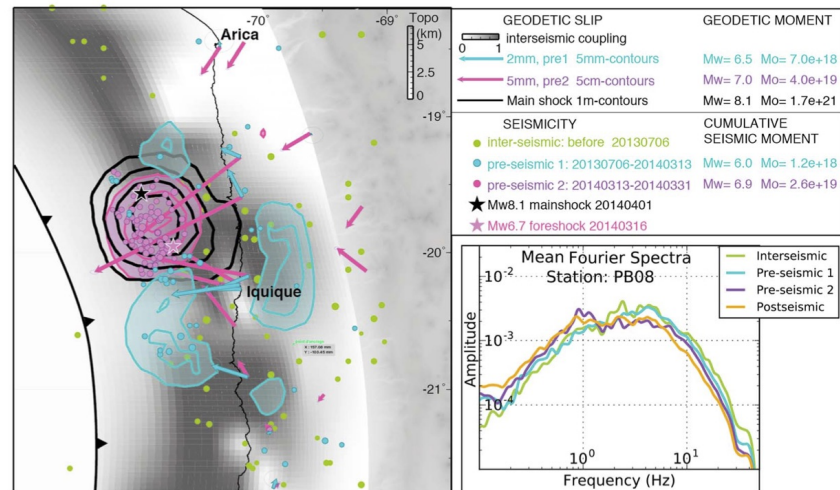 -70° -69°
Arica
Topo
(km)
5
2.5
0
-19°
-20°
Iquique
-21°
GEODETIC SLIP GEODETIC MOMENT
interseismic coupling
0 1
2mm, pre1 5mm-contours Mw= 6.5 Mo= 7.0e+18
5mm, pre2 5cm-contours Mw= 7.0 Mo= 4.0e+19
Main shock 1m-contours Mw= 8.1 Mo= 1.7e+21
SEISMICITY CUMULATIVE
SEISMIC MOMENT
inter-seismic: before 20130706
pre-seismic 1: 20130706-20140313 Mw= 6.0 Mo= 1.2e+18
pre-seismic 2: 20140313-20140331 Mw= 6.9 Mo= 2.6e+19
Mw8.1 mainshock 20140401
Mw6.7 foreshock 20140316
Mean Fourier Spectra
Station: PB08
Interseismic
Pre-seismic 1
Pre-seismic 2
Postseismic
10⁻²
10⁻³
10⁻⁴
Amplitude
10⁰ 10¹
Frequency (Hz)